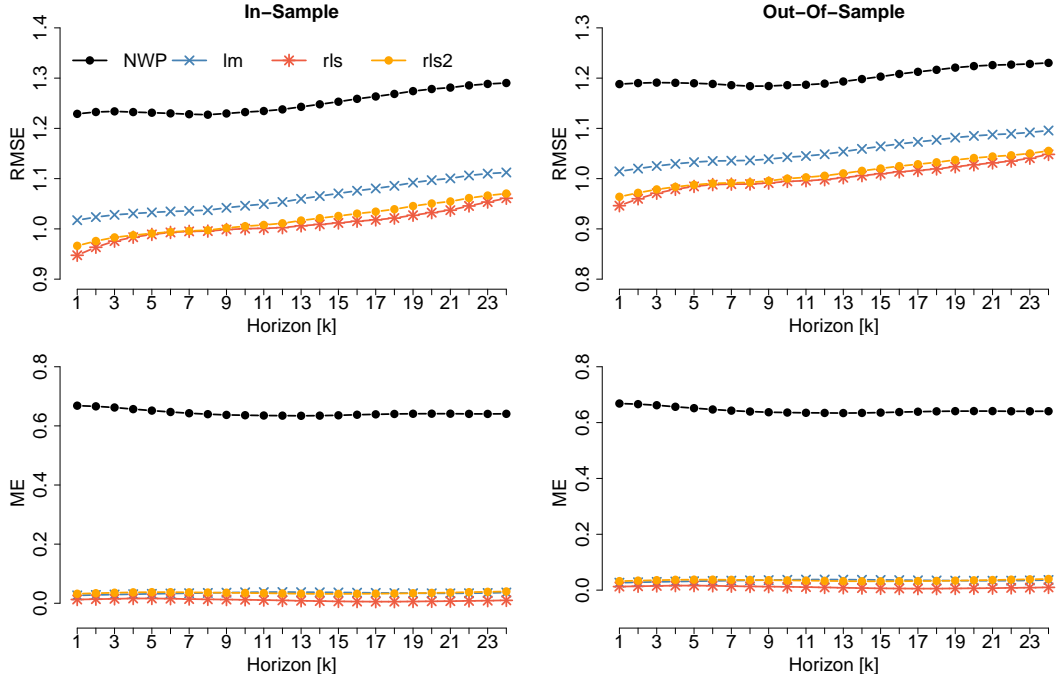 In−Sample
RMSE
0.9 1.0 1.1 1.2 1.3 1.4
NWP lm rls rls2
1 3 5 7 9 11 13 15 17 19 21 23
Horizon [k]
Out−Of−Sample
RMSE
0.8 0.9 1.0 1.1 1.2 1.3
1 3 5 7 9 11 13 15 17 19 21 23
Horizon [k]
ME
0.0 0.2 0.4 0.6 0.8
1 3 5 7 9 11 13 15 17 19 21 23
Horizon [k]
ME
0.0 0.2 0.4 0.6 0.8
1 3 5 7 9 11 13 15 17 19 21 23
Horizon [k]